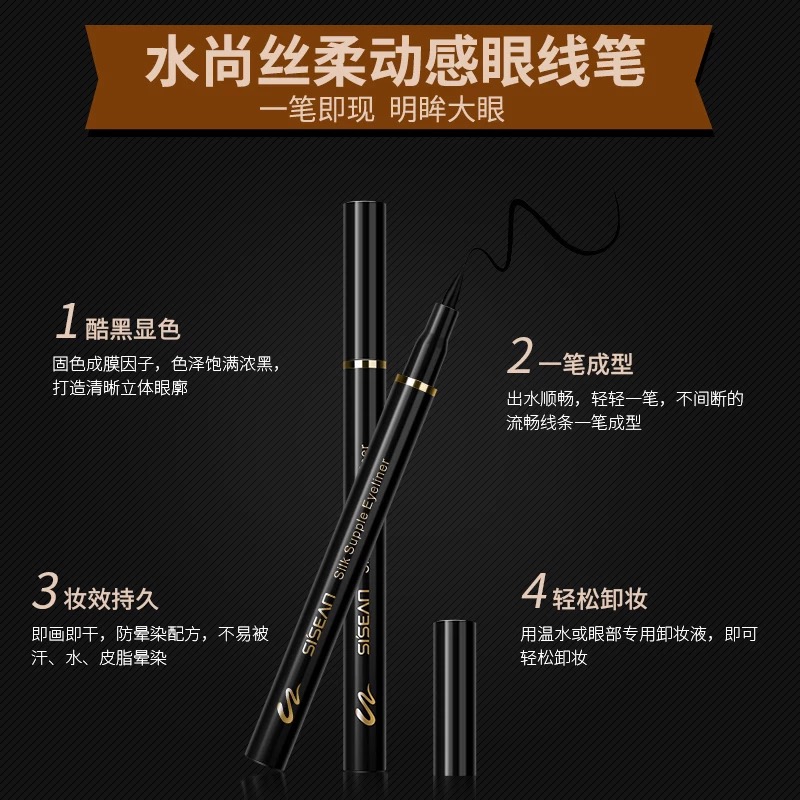 水尚丝柔动感眼线笔
一笔即现 明眸大眼
1 酷黑显色
固色成膜因子，色泽饱满浓黑，
打造清晰立体眼廓
2 一笔成型
出水顺畅，轻轻一笔，不间断的
流畅线条一笔成型
Silk Supple Eyeliner
SISEAN
SISEAN
3 妆效持久
即画即干，防晕染配方，不易被
汗、水、皮脂晕染
4 轻松卸妆
用温水或眼部专用卸妆液，即可
轻松卸妆